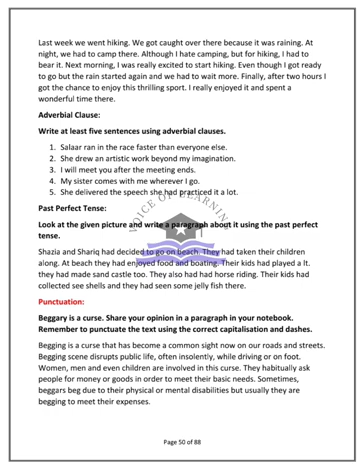 Last week we went hiking. We got caught over there because it was raining. At
night, we had to camp there. Although I hate camping, but for hiking, I had to
bear it. Next morning, I was really excited to start hiking. Even though I got ready
to go but the rain started again and we had to wait more. Finally, after two hours I
got the chance to enjoy this thrilling sport. I really enjoyed it and spent a
wonderful time there.
Adverbial Clause:
Write at least five sentences using adverbial clauses.
1. Salaar ran in the race faster than everyone else.
2. She drew an artistic work beyond my imagination.
3. I will meet you after the meeting ends.
4. My sister comes with me wherever I go.
5. She delivered the speech she had practiced it a lot.
VOICE OF LEARNING
Past Perfect Tense:
Look at the given picture and write a paragraph about it using the past perfect
tense.
Shazia and Shariq had decided to go on beach. They had taken their children
along. At beach they had enjoyed food and boating. Their kids had played a lt.
they had made sand castle too. They also had had horse riding. Their kids had
collected see shells and they had seen some jelly fish there.
Punctuation:
Beggary is a curse. Share your opinion in a paragraph in your notebook.
Remember to punctuate the text using the correct capitalisation and dashes.
Begging is a curse that has become a common sight now on our roads and streets.
Begging scene disrupts public life, often insolently, while driving or on foot.
Women, men and even children are involved in this curse. They habitually ask
people for money or goods in order to meet their basic needs. Sometimes,
beggars beg due to their physical or mental disabilities but usually they are
begging to meet their expenses.
Page 50 of 88